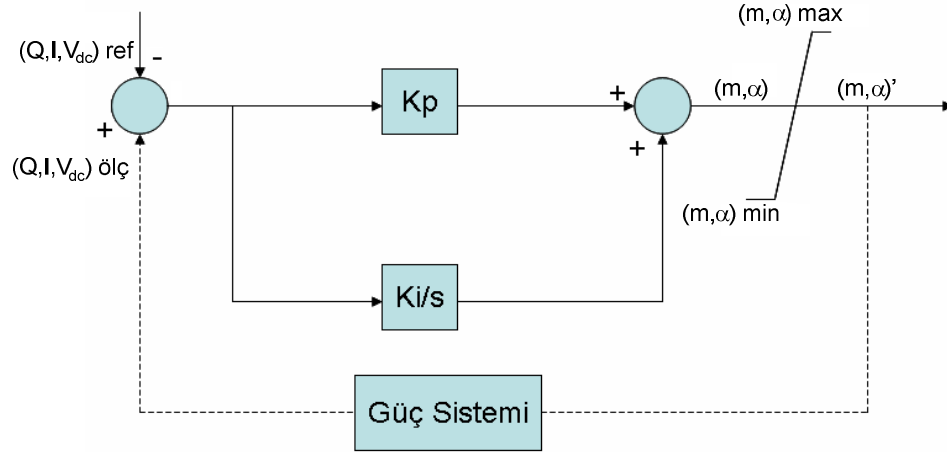 (m,α) max
(Q,I,Vdc) ref
-
Kp
+
(m,α)
(m,α)’
+
+
(Q,I,Vdc) ölç
(m,α) min
Ki/s
Güç Sistemi